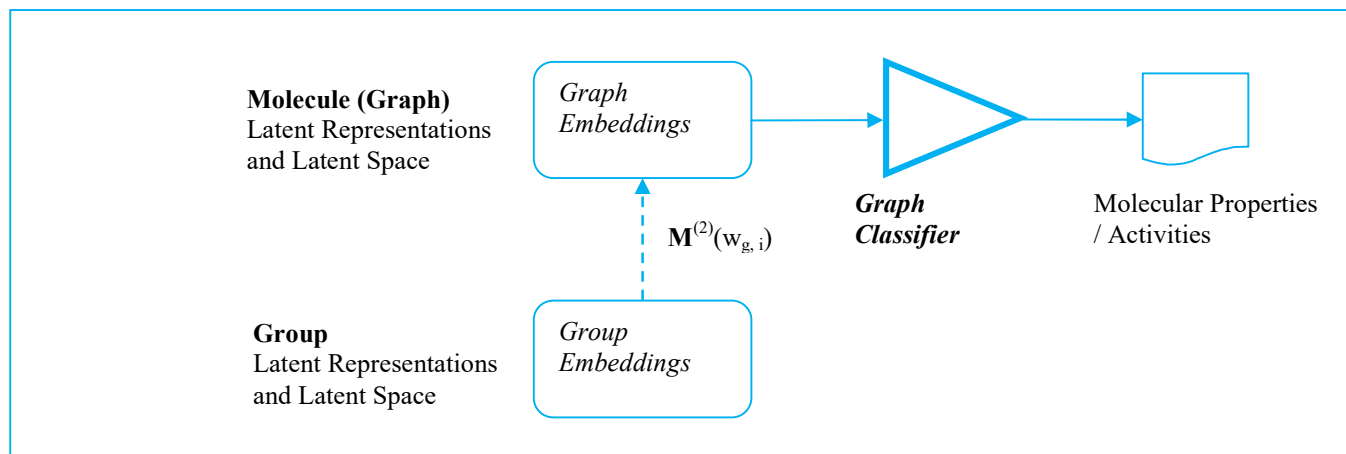 Molecule (Graph)
Latent Representations
and Latent Space
Graph
Embeddings
Graph
Classifier
Molecular Properties
/ Activities
M(2)(wg, i)
Group
Latent Representations
and Latent Space
Group
Embeddings